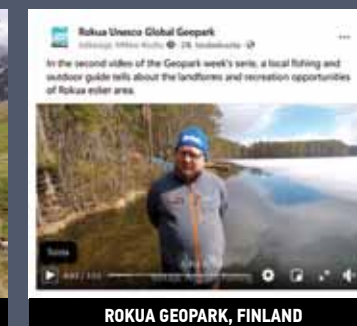 Rokua Unesco Global Geopark
In the second videos of the Geopark week's serie, a local fishing and
outdoor guide tells about the landforms and recreation opportunities
of Rokua esker area.
ROKUA GEOPARK, FINLAND